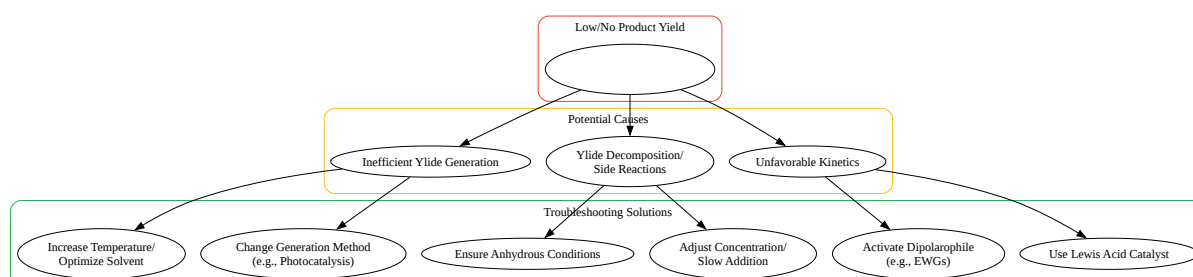 Low/No Product Yield
Potential Causes
Inefficient Ylide Generation
Ylide Decomposition/
Side Reactions
Unfavorable Kinetics
Troubleshooting Solutions
Increase Temperature/
Optimize Solvent
Change Generation Method
(e.g., Photocatalysis)
Ensure Anhydrous Conditions
Adjust Concentration/
Slow Addition
Activate Dipolarophile
(e.g., EWGs)
Use Lewis Acid Catalyst